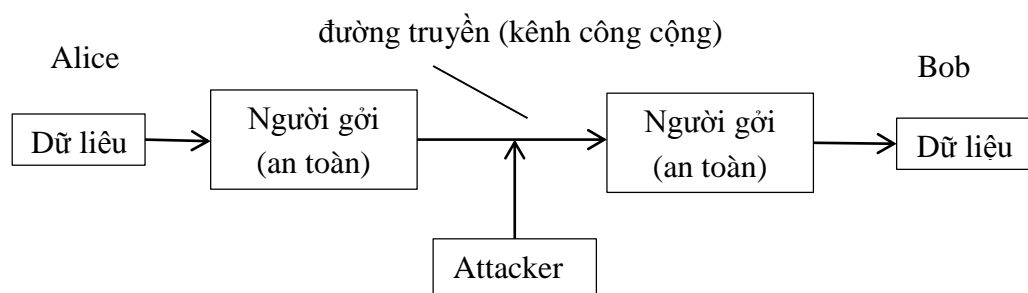 đường truyền (kênh công cộng)
Alice
Bob
Dữ liêu
Người gởi
(an toàn)
Người gởi
(an toàn)
Dữ liệu
Attacker